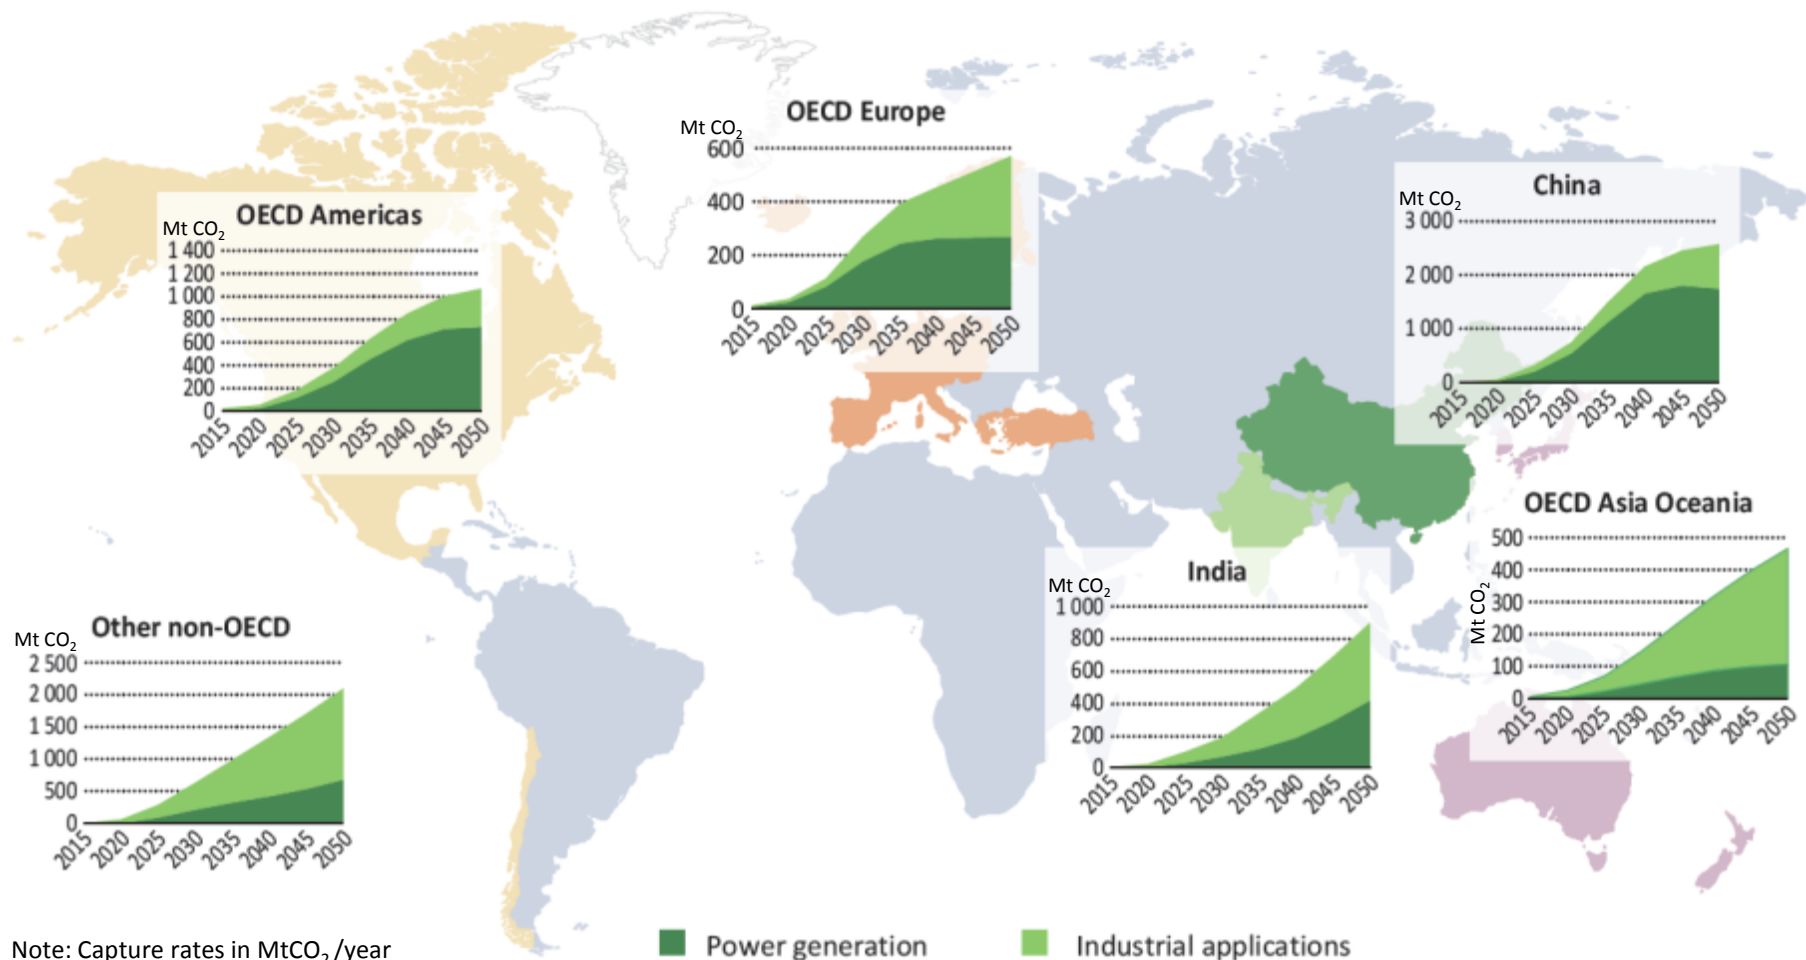 OECD Americas
Mt CO2
1 400
1 200
1 000
800
600
400
200
0
2015 2020 2025 2030 2035 2040 2045 2050
OECD Europe
Mt CO2
600
400
200
0
2015 2020 2025 2030 2035 2040 2045 2050
China
Mt CO2
3 000
2 000
1 000
0
2015 2020 2025 2030 2035 2040 2045 2050
Other non-OECD
Mt CO2
2 500
2 000
1 500
1 000
500
0
2015 2020 2025 2030 2035 2040 2045 2050
India
Mt CO2
1 000
800
600
400
200
0
2015 2020 2025 2030 2035 2040 2045 2050
OECD Asia Oceania
Mt CO2
500
400
300
200
100
0
2015 2020 2025 2030 2035 2040 2045 2050
Note: Capture rates in MtCO2/year
Power generation
Industrial applications